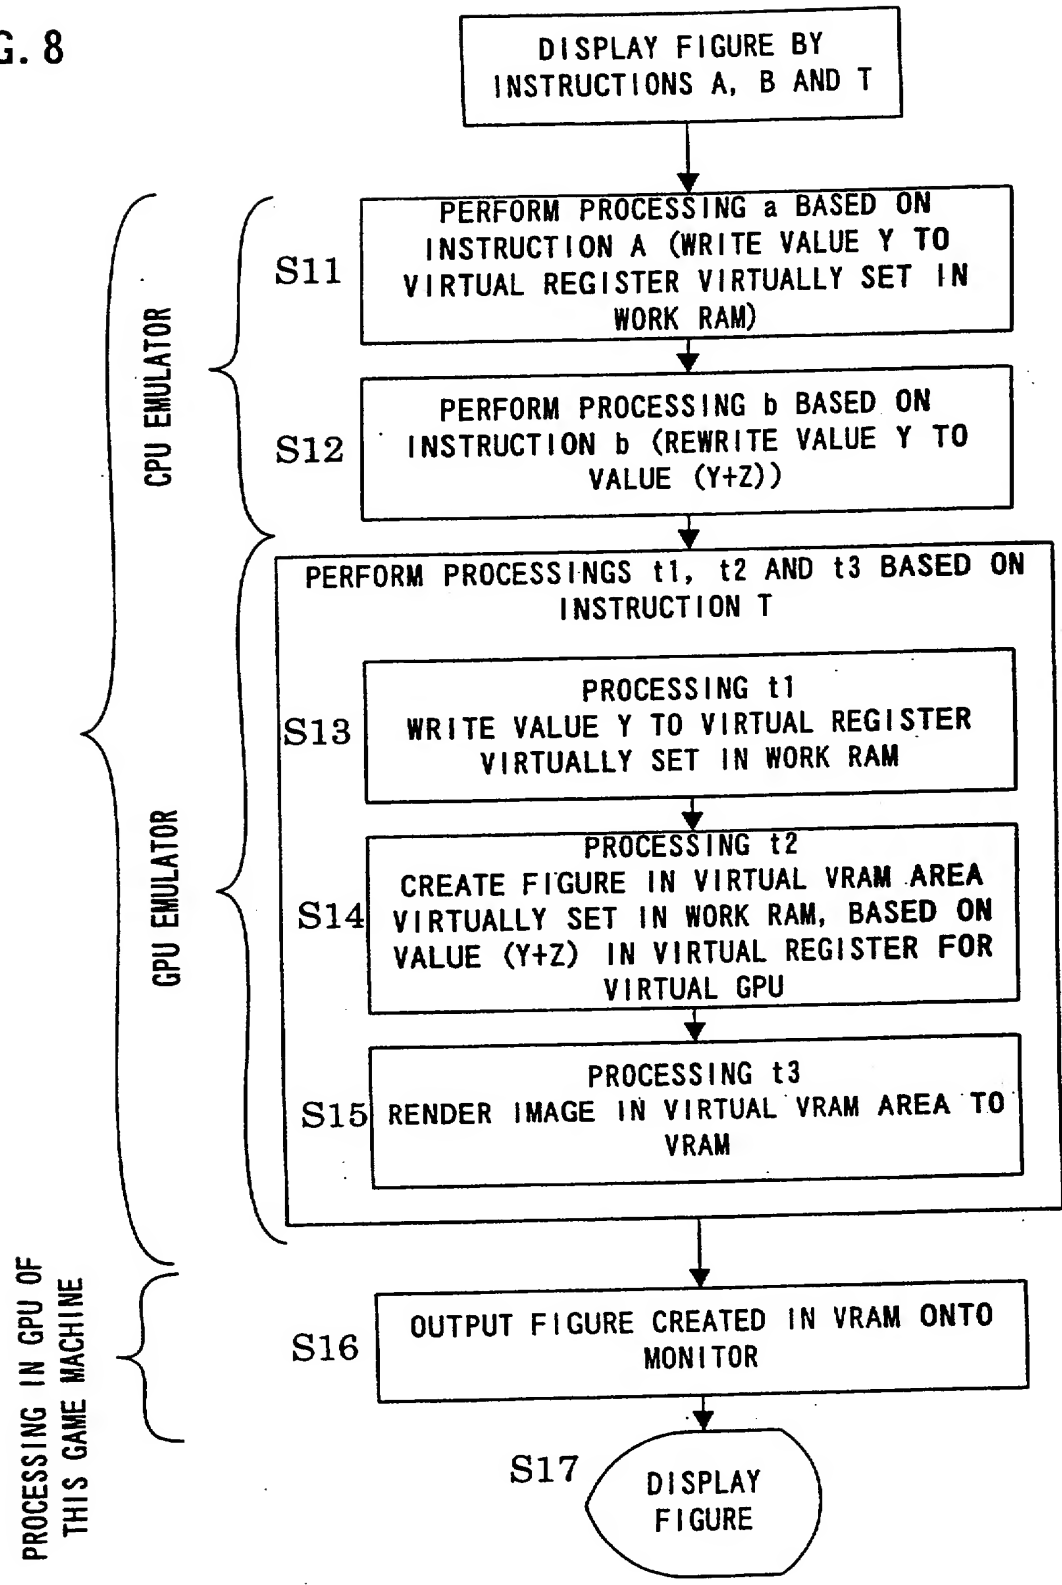 G. 8
DISPLAY FIGURE BY
INSTRUCTIONS A, B AND T
CPU EMULATOR
S11
PERFORM PROCESSING a BASED ON
INSTRUCTION A (WRITE VALUE Y TO
VIRTUAL REGISTER VIRTUALLY SET IN
WORK RAM)
S12
PERFORM PROCESSING b BASED ON
INSTRUCTION b (REWRITE VALUE Y TO
VALUE (Y+Z))
GPU EMULATOR
PERFORM PROCESSINGS t1, t2 AND t3 BASED ON
INSTRUCTION T
S13
PROCESSING t1
WRITE VALUE Y TO VIRTUAL REGISTER
VIRTUALLY SET IN WORK RAM
S14
PROCESSING t2
CREATE FIGURE IN VIRTUAL VRAM AREA
VIRTUALLY SET IN WORK RAM, BASED ON
VALUE (Y+Z) IN VIRTUAL REGISTER FOR
VIRTUAL GPU
S15
PROCESSING t3
RENDER IMAGE IN VIRTUAL VRAM AREA TO
VRAM
PROCESSING IN GPU OF
THIS GAME MACHINE
S16
OUTPUT FIGURE CREATED IN VRAM ONTO
MONITOR
S17
DISPLAY
FIGURE